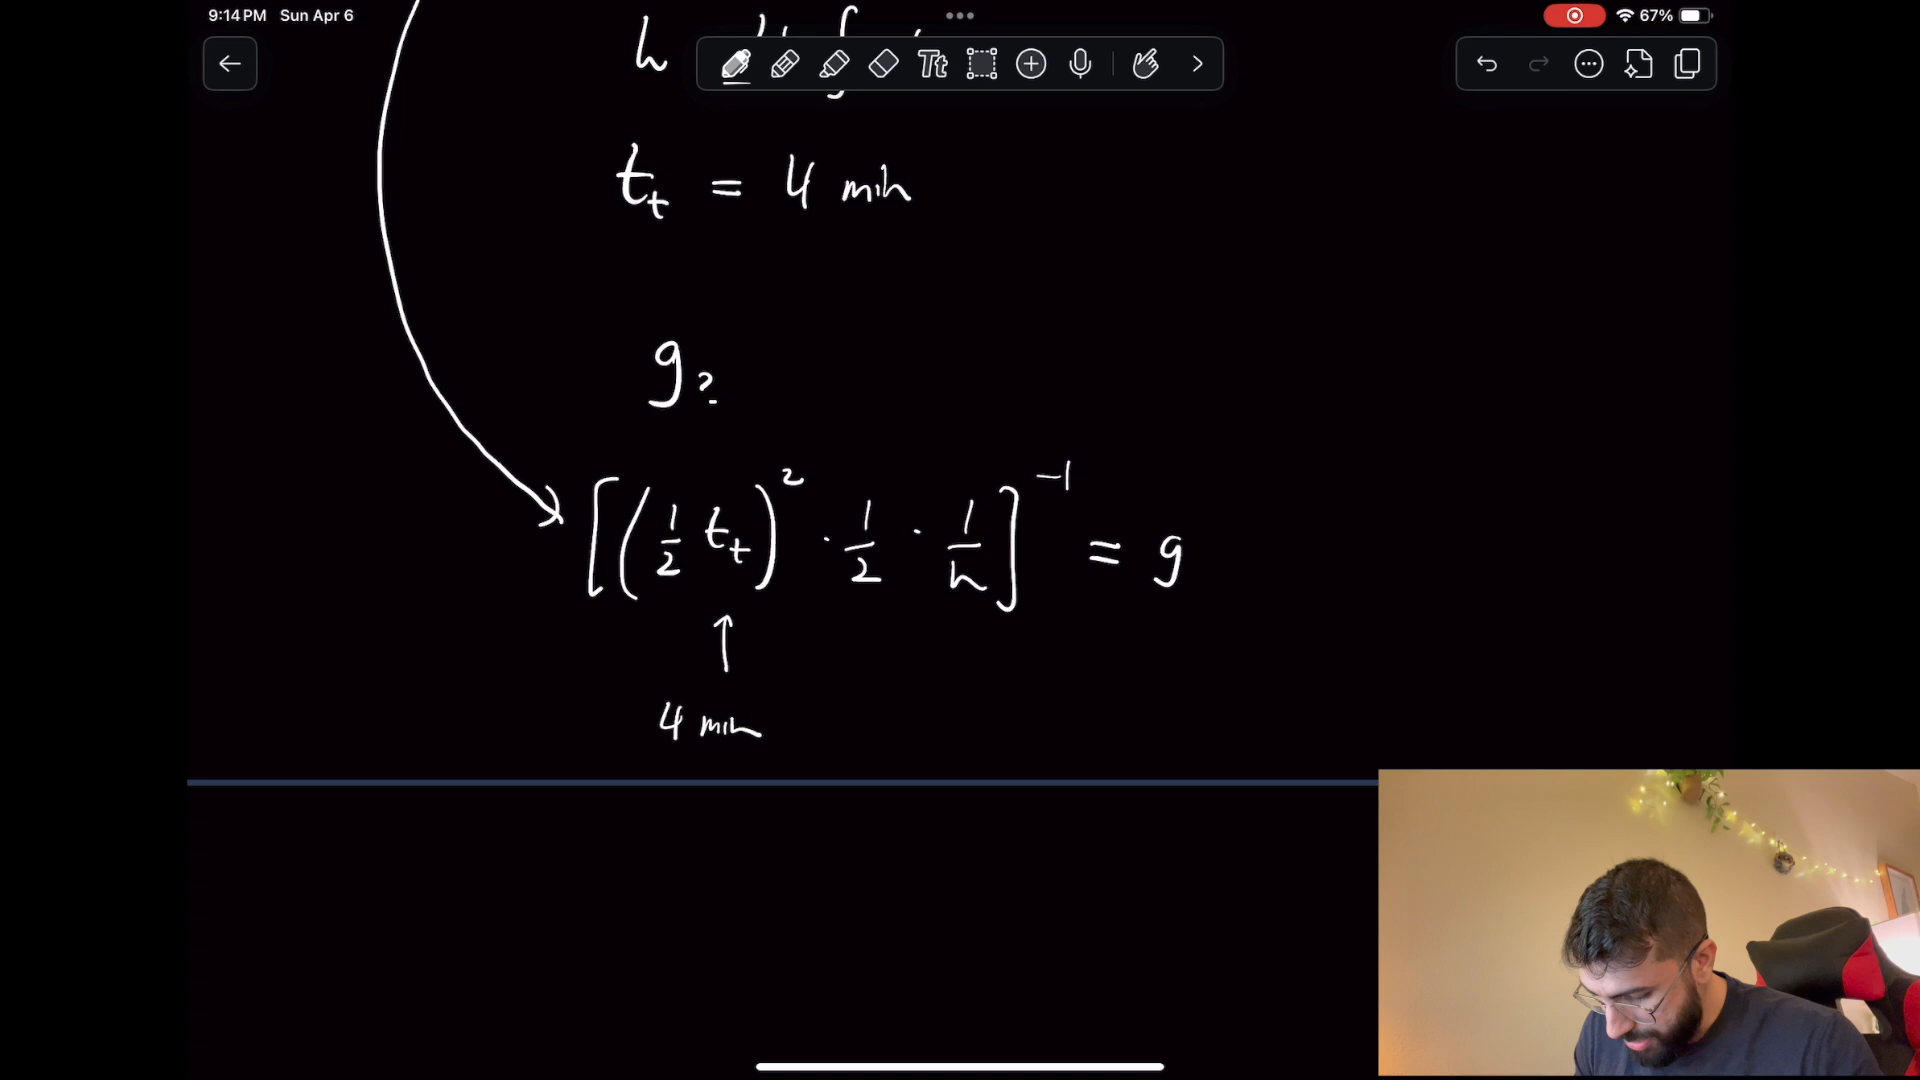 9:14 PM Sun Apr 6
67%
h
Tt
t_t = 4 min
g?
[(1/2 t_t)^2 · 1/2 · 1/h]^-1 = g
↑
4 min